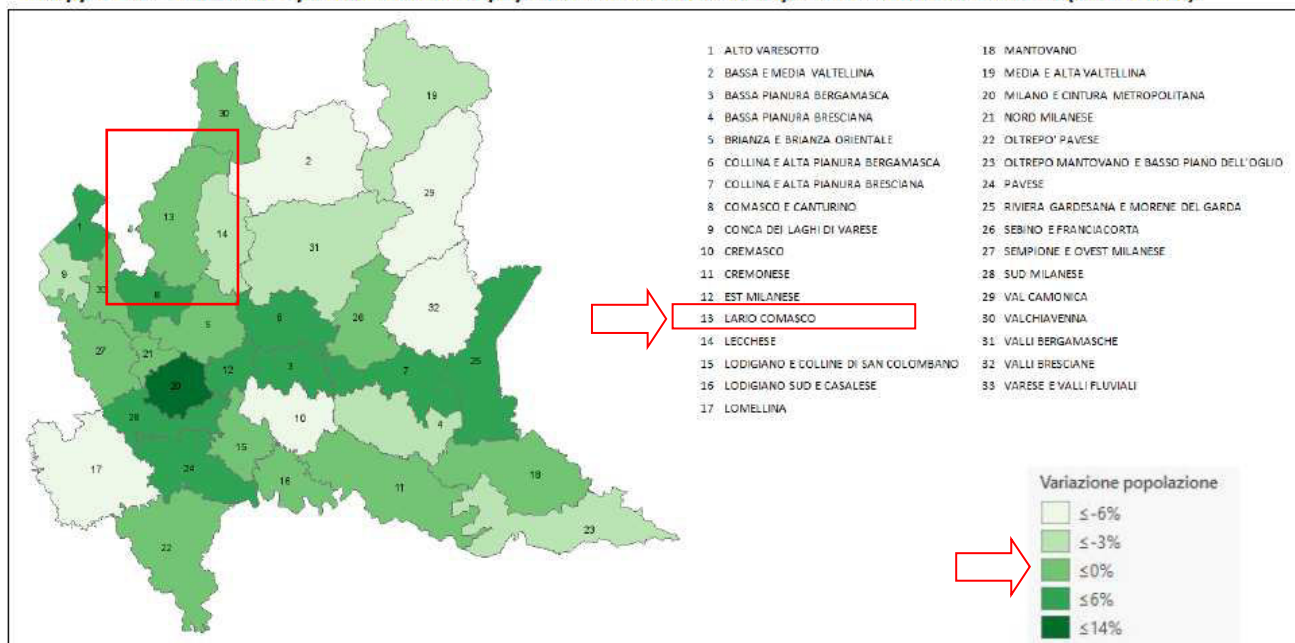 1 ALTO VARESOTTO
2 BASSA E MEDIA VALTELLINA
3 BASSA PIANURA BERGAMASCA
4 BASSA PIANURA BRESCIANA
5 BRIANZA E BRIANZA ORIENTALE
6 COLLINA E ALTA PIANURA BERGAMASCA
7 COLLINA E ALTA PIANURA BRESCIANA
8 COMASCO E CANTURINO
9 CONCA DEI LAGHI DI VARESE
10 CREMASCO
11 CREMONESE
12 EST MILANESE
13 LARIO COMASCO
14 LECCHESE
15 LODIGIANO E COLLINE DI SAN COLOMBANO
16 LODIGIANO SUD E CASALESE
17 LOMELLINA
18 MANTOVANO
19 MEDIA E ALTA VALTELLINA
20 MILANO E CINTURA METROPOLITANA
21 NORD MILANESE
22 OLTREPO' PAVESE
23 OLTREPO MANTOVANO E BASSO PIANO DELL'OGLIO
24 PAVESE
25 RIVIERA GARDESANA E MORENE DEL GARDA
26 SEBINO E FRANCIACORTA
27 SEMPIONE E OVEST MILANESE
28 SUD MILANESE
29 VAL CAMONICA
30 VALCHIAVENNA
31 VALLI BERGAMASCHE
32 VALLI BRESCIANE
33 VARESE E VALLI FLUVIALI
19
30
2
29
13
1
14
31
9
32
26
5
27
21
25
20
12
3
7
28
10
4
15
17
24
16
11
18
23
22
Variazione popolazione
≤-6%
≤-3%
≤0%
≤6%
≤14%